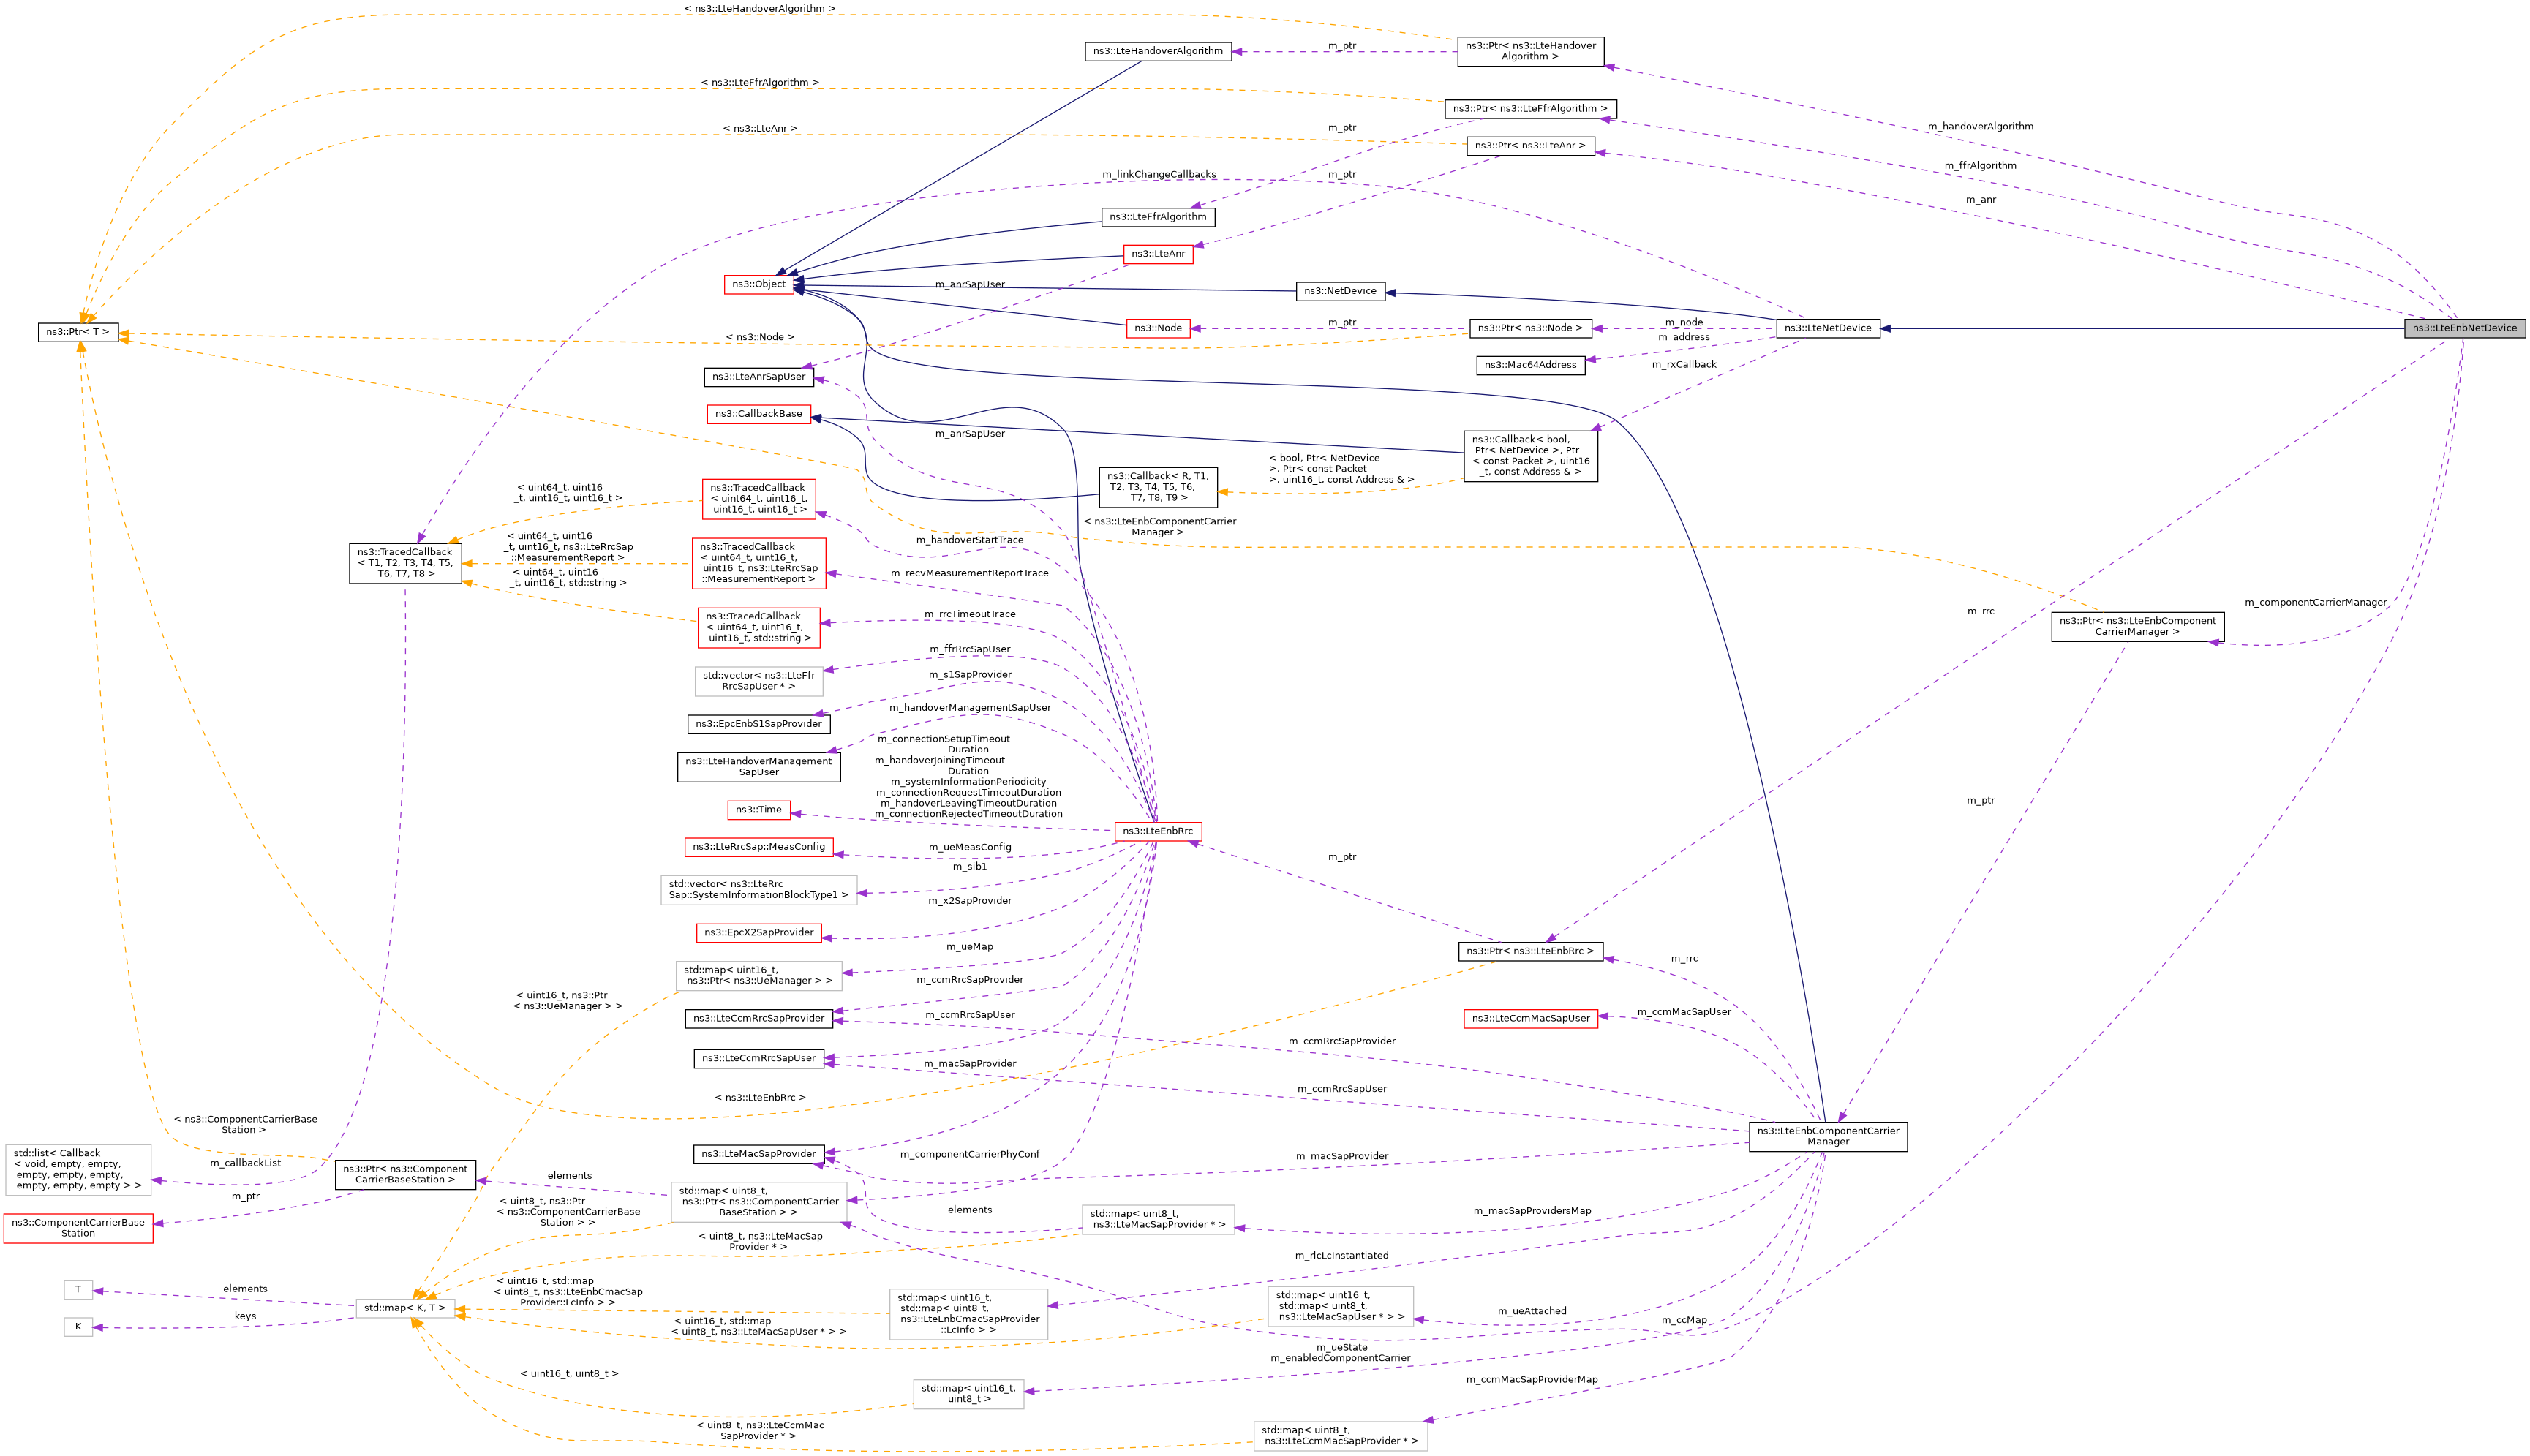 < ns3::LteHandoverAlgorithm >
ns3::LteHandoverAlgorithm
m_ptr
ns3::Ptr< ns3::LteHandover
Algorithm >
< ns3::LteFfrAlgorithm >
ns3::Ptr< ns3::LteFfrAlgorithm >
m_handoverAlgorithm
< ns3::LteAnr >
m_ptr
ns3::Ptr< ns3::LteAnr >
m_ffrAlgorithm
m_linkChangeCallbacks
m_ptr
m_anr
ns3::LteFfrAlgorithm
ns3::LteAnr
ns3::Object
m_anrSapUser
ns3::NetDevice
ns3::Ptr< T >
< ns3::Node >
ns3::Node
m_ptr
ns3::Ptr< ns3::Node >
m_node
ns3::LteNetDevice
ns3::LteEnbNetDevice
m_address
ns3::Mac64Address
m_rxCallback
ns3::LteAnrSapUser
ns3::CallbackBase
m_anrSapUser
ns3::Callback< bool,
Ptr< NetDevice >, Ptr
< const Packet >, uint16
_t, const Address & >
< bool, Ptr< NetDevice
>, Ptr< const Packet
>, uint16_t, const Address & >
ns3::Callback< R, T1,
T2, T3, T4, T5, T6,
T7, T8, T9 >
< uint64_t, uint16
_t, uint16_t, uint16_t >
ns3::TracedCallback
< uint64_t, uint16_t,
uint16_t, uint16_t >
< ns3::LteEnbComponentCarrier
Manager >
m_handoverStartTrace
ns3::TracedCallback
< T1, T2, T3, T4, T5,
T6, T7, T8 >
< uint64_t, uint16
_t, uint16_t, ns3::LteRrcSap
::MeasurementReport >
ns3::TracedCallback
< uint64_t, uint16_t,
uint16_t, ns3::LteRrcSap
::MeasurementReport >
m_recvMeasurementReportTrace
< uint64_t, uint16
_t, uint16_t, std::string >
ns3::TracedCallback
< uint64_t, uint16_t,
uint16_t, std::string >
m_rrcTimeoutTrace
m_rrc
m_componentCarrierManager
ns3::Ptr< ns3::LteEnbComponent
CarrierManager >
std::vector< ns3::LteFfr
RrcSapUser * >
m_ffrRrcSapUser
m_s1SapProvider
ns3::EpcEnbS1SapProvider
m_handoverManagementSapUser
ns3::LteHandoverManagement
SapUser
m_connectionSetupTimeout
Duration
m_handoverJoiningTimeout
Duration
m_systemInformationPeriodicity
m_connectionRequestTimeoutDuration
m_handoverLeavingTimeoutDuration
m_connectionRejectedTimeoutDuration
ns3::Time
m_ptr
ns3::LteEnbRrc
ns3::LteRrcSap::MeasConfig
m_ueMeasConfig
m_ptr
m_sib1
std::vector< ns3::LteRrc
Sap::SystemInformationBlockType1 >
m_x2SapProvider
ns3::EpcX2SapProvider
m_ueMap
ns3::Ptr< ns3::LteEnbRrc >
m_rrc
std::map< uint16_t,
ns3::Ptr< ns3::UeManager > >
m_ccmRrcSapProvider
< uint16_t, ns3::Ptr
< ns3::UeManager > >
ns3::LteCcmRrcSapProvider
m_ccmRrcSapUser
ns3::LteCcmMacSapUser
m_ccmMacSapUser
m_ccmRrcSapProvider
ns3::LteCcmRrcSapUser
m_macSapProvider
m_ccmRrcSapUser
< ns3::LteEnbRrc >
< ns3::ComponentCarrierBase
Station >
ns3::LteEnbComponentCarrier
Manager
std::list< Callback
< void, empty, empty,
empty, empty, empty,
empty, empty, empty > >
m_callbackList
ns3::LteMacSapProvider
m_componentCarrierPhyConf
m_macSapProvider
ns3::Ptr< ns3::Component
CarrierBaseStation >
elements
m_ptr
ns3::ComponentCarrierBase
Station
std::map< uint8_t,
ns3::Ptr< ns3::ComponentCarrier
BaseStation > >
< uint8_t, ns3::Ptr
< ns3::ComponentCarrierBase
Station > >
elements
std::map< uint8_t,
ns3::LteMacSapProvider * >
m_macSapProvidersMap
< uint8_t, ns3::LteMacSap
Provider * >
m_rlcLcInstantiated
T
elements
< uint16_t, std::map
< uint8_t, ns3::LteEnbCmacSap
Provider::LcInfo > >
std::map< uint16_t,
std::map< uint8_t,
ns3::LteEnbCmacSapProvider
::LcInfo > >
std::map< uint16_t,
std::map< uint8_t,
ns3::LteMacSapUser * > >
m_ueAttached
m_ccMap
K
keys
std::map< K, T >
< uint16_t, std::map
< uint8_t, ns3::LteMacSapUser * > >
m_ueState
m_enabledComponentCarrier
< uint16_t, uint8_t >
std::map< uint16_t,
uint8_t >
m_ccmMacSapProviderMap
< uint8_t, ns3::LteCcmMac
SapProvider * >
std::map< uint8_t,
ns3::LteCcmMacSapProvider * >